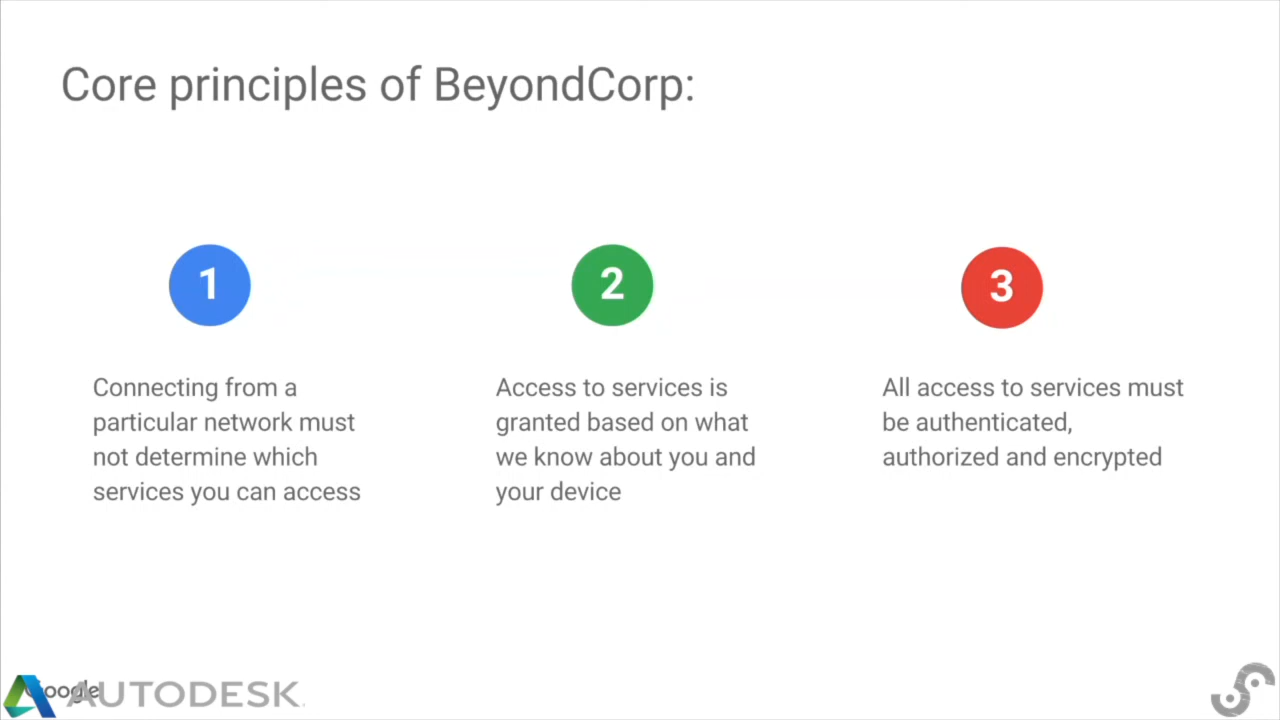 Core principles of BeyondCorp:
1
Connecting from a
particular network must
not determine which
services you can access
2
Access to services is
granted based on what
we know about you and
your device
3
All access to services must
be authenticated,
authorized and encrypted
Google
AUTODESK.